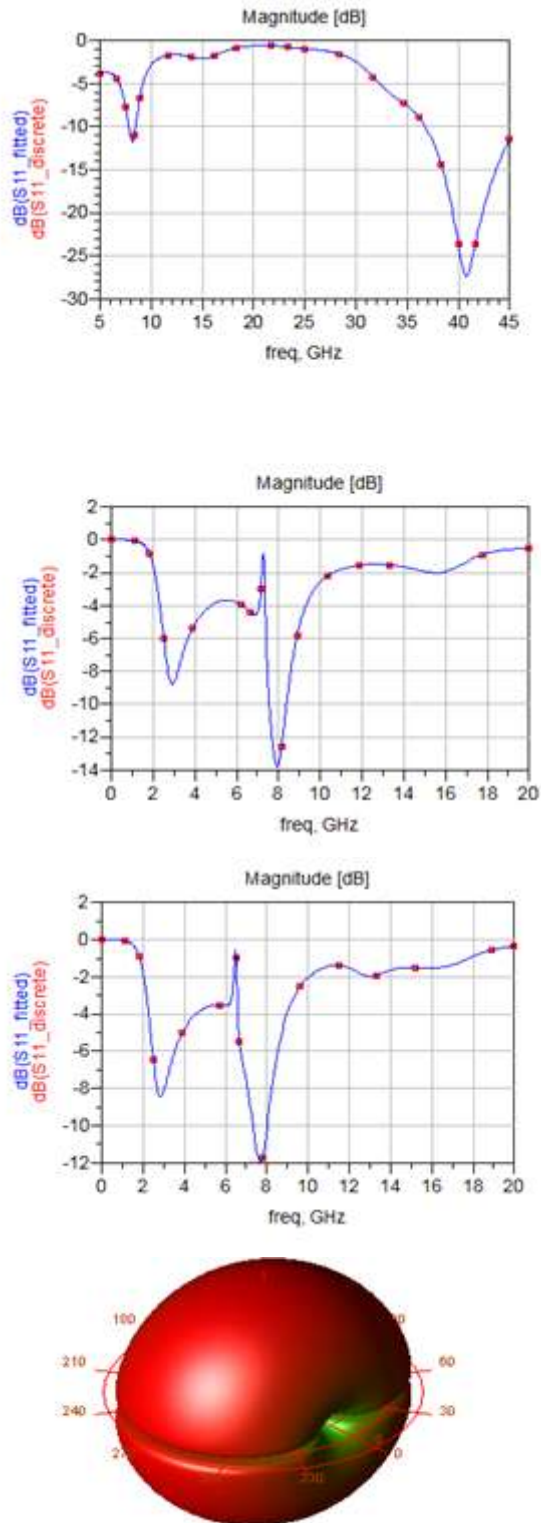 Magnitude [dB]
dB(S11_fitted)
dB(S11_discrete)
0
-5
-10
-15
-20
-25
-30
5 10 15 20 25 30 35 40 45
freq, GHz
Magnitude [dB]
dB(S11_fitted)
dB(S11_discrete)
2
0
-2
-4
-6
-8
-10
-12
-14
0 2 4 6 8 10 12 14 16 18 20
freq, GHz
Magnitude [dB]
dB(S11_fitted)
dB(S11_discrete)
2
0
-2
-4
-6
-8
-10
-12
0 2 4 6 8 10 12 14 16 18 20
freq, GHz
210
60
240
30
0